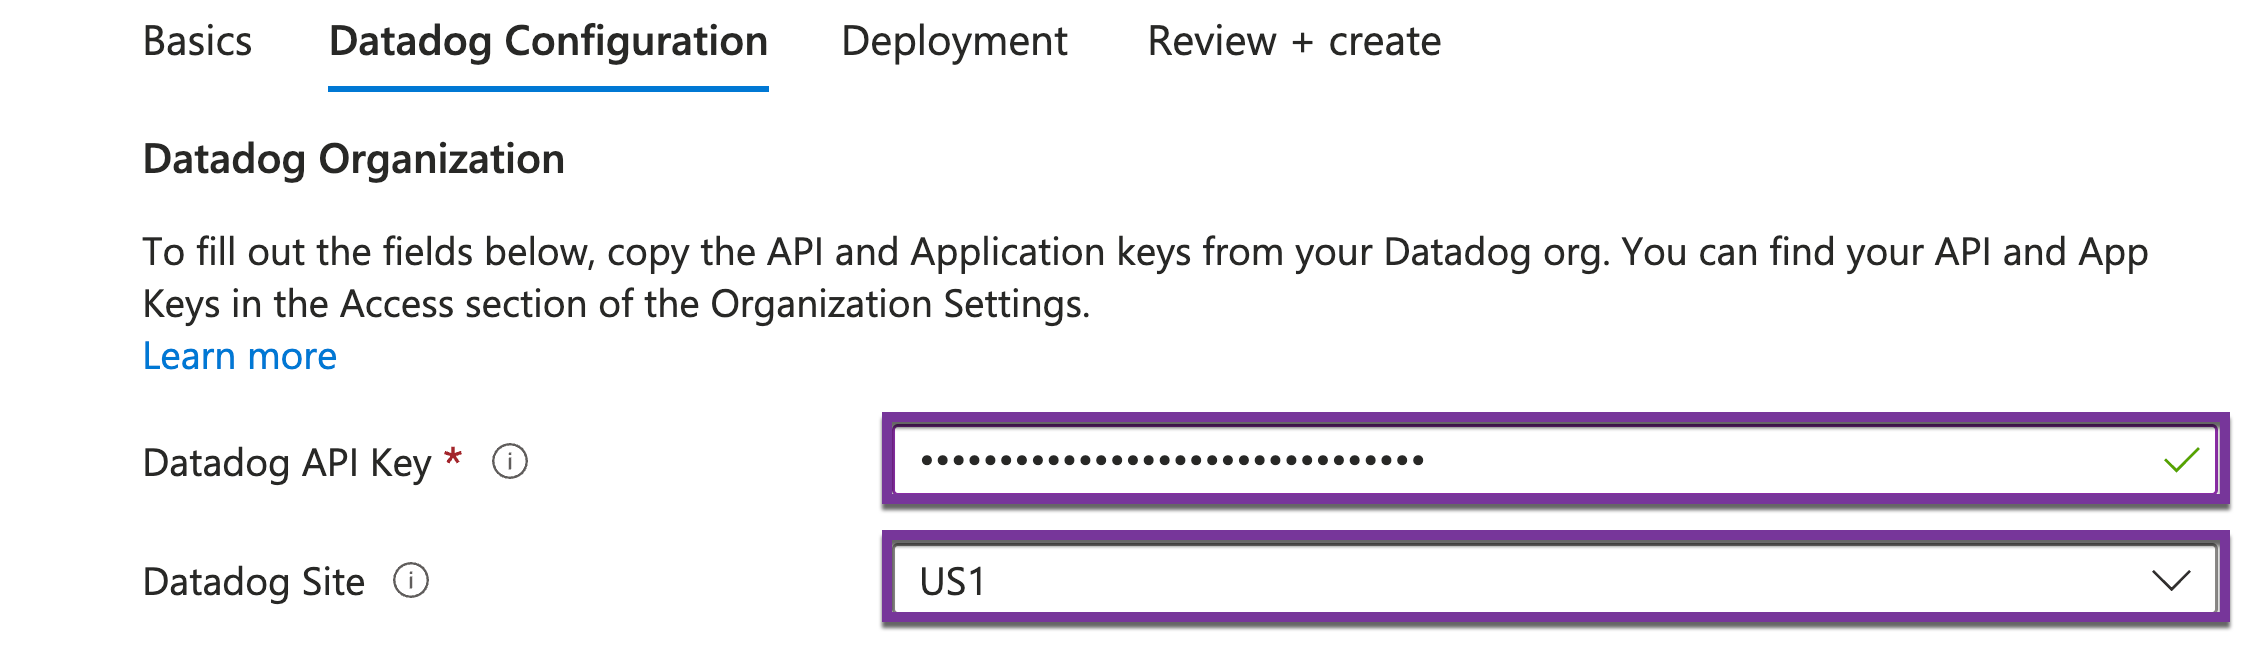 Basics Datadog Configuration Deployment Review + create
Datadog Organization
To fill out the fields below, copy the API and Application keys from your Datadog org. You can find your API and App
Keys in the Access section of the Organization Settings.
Learn more
Datadog API Key * ••••••••••••••••••••••••••••••••
Datadog Site US1